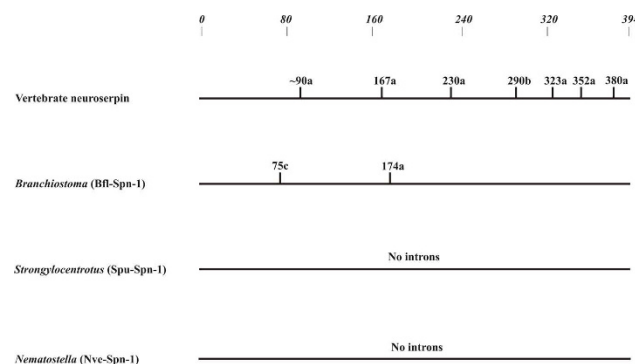 0 80 160 240 320 394
~90a 167a 230a 290b 323a 352a 380a
Vertebrate neuroserpin
75c 174a
Branchiostoma (Bfl-Spn-1)
No introns
Strongylocentrotus (Spu-Spn-1)
No introns
Nematostella (Nve-Spn-1)